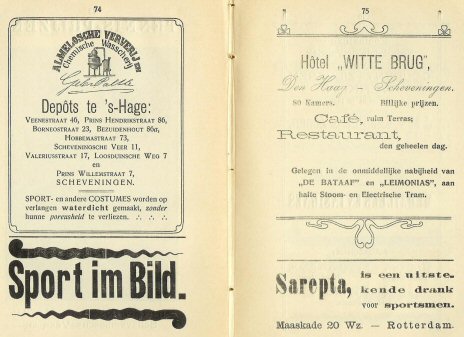 74
ALMELOSCHE VERVERIJ EN
Chemische Wasscherij
Gebr Palthe
Depôts te 's-Hage:
VEENESTRAAT 46, PRINS HENDRIKSTRAAT 86,
BORNEOSTRAAT 23, BEZUIDENHOUT 80a,
HOBBEMASTRAAT 73,
SCHEVENINGSCHE VEER 11,
VALERIUSSTRAAT 17, LOOSDUINSCHE WEG 7
EN
PRINS WILLEMSTRAAT 7,
SCHEVENINGEN.
SPORT- en andere COSTUMES worden op
verlangen waterdicht gemaakt, zonder
hunne poreasheid te verliezen.
Sport im Bild.
75
Hôtel „WITTE BRUG",
Den Haag - Scheveningen.
80 Kamers. Billijke prijzen.
Café, ruim Terras;
Restaurant,
den geheelen dag.
Gelegen in de onmiddellijke nabijheid van
"DE BATAAF" en „LEIMONIAS", aan
halte Stoom- en Electrische Tram.
Sarepta, is een uitste-
kende drank
voor sportsmen.
Maaskade 20 Wz. — Rotterdam.